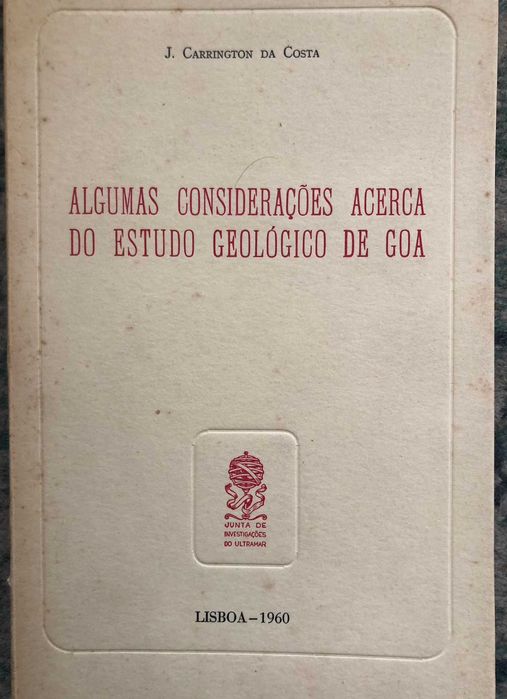 J. CARRINGTON DA COSTA
ALGUMAS CONSIDERAÇÕES ACERCA
DO ESTUDO GEOLÓGICO DE GOA
JUNTA DE
INVESTIGAÇÕES
DO ULTRAMAR
LISBOA – 1960